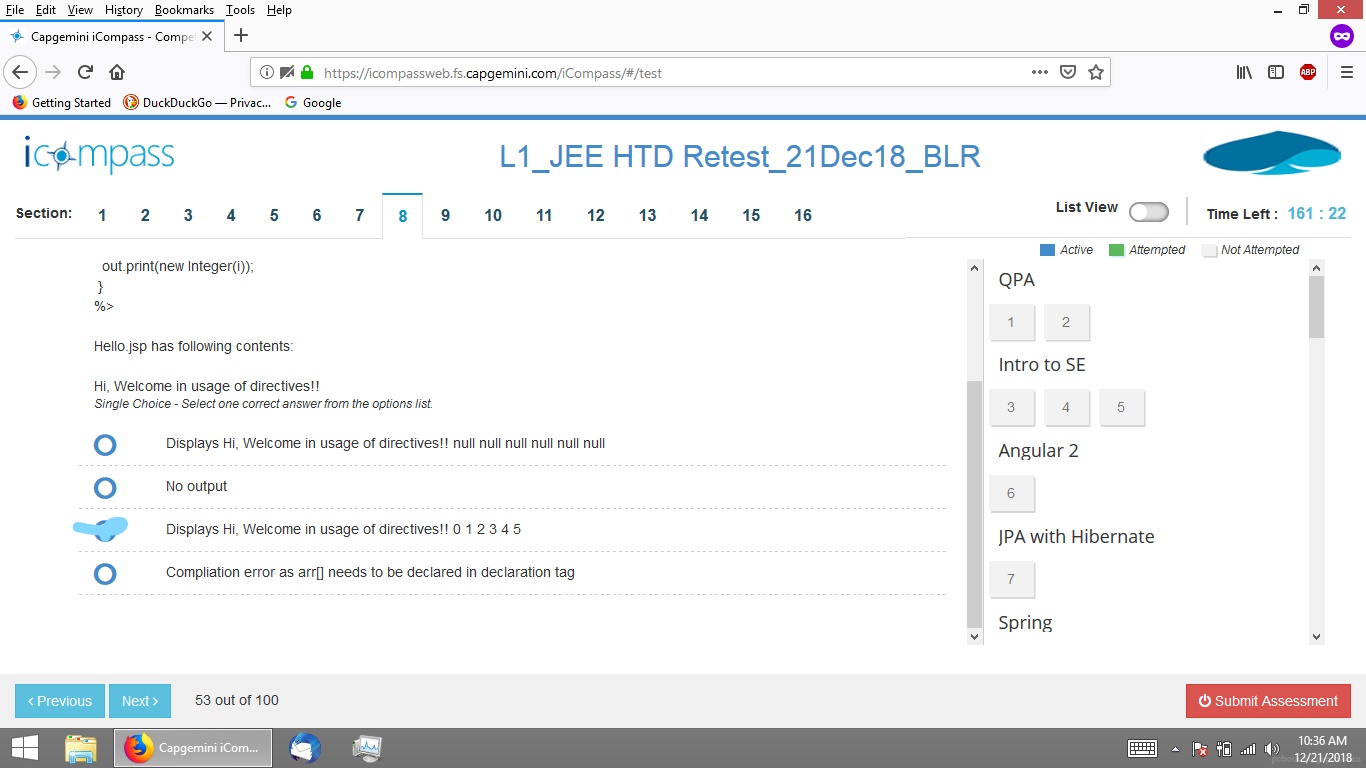 File Edit View History Bookmarks Tools Help
Capgemini iCompass - Compe
https://icompassweb.fs.capgemini.com/iCompass/#/test
Getting Started DuckDuckGo — Privac... Google
icompass
L1_JEE HTD Retest_21Dec18_BLR
Section: 1 2 3 4 5 6 7 8 9 10 11 12 13 14 15 16
List View
Time Left : 161 : 22
Active Attempted Not Attempted
out.print(new Integer(i));
}
%>
Hello.jsp has following contents:
Hi, Welcome in usage of directives!!
Single Choice - Select one correct answer from the options list.
Displays Hi, Welcome in usage of directives!! null null null null null null
No output
Displays Hi, Welcome in usage of directives!! 0 1 2 3 4 5
Compliation error as arr[] needs to be declared in declaration tag
QPA
1 2
Intro to SE
3 4 5
Angular 2
6
JPA with Hibernate
7
Spring
‹ Previous Next › 53 out of 100
Submit Assessment
Capgemini iCom...
10:36 AM
12/21/2018
ABP